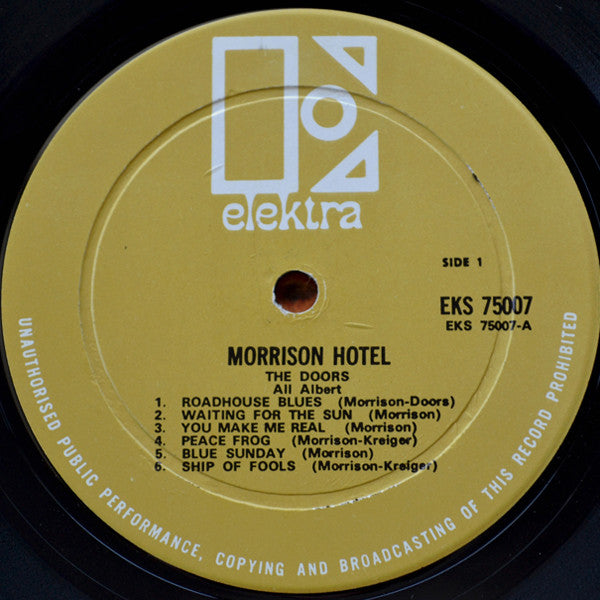 elektra
SIDE 1
EKS 75007
EKS 75007-A
MORRISON HOTEL
THE DOORS
All Albert
1. ROADHOUSE BLUES (Morrison-Doors)
2. WAITING FOR THE SUN (Morrison)
3. YOU MAKE ME REAL (Morrison)
4. PEACE FROG (Morrison-Kreiger)
5. BLUE SUNDAY (Morrison)
6. SHIP OF FOOLS (Morrison-Kreiger)
UNAUTHORISED PUBLIC PERFORMANCE, COPYING AND BROADCASTING OF THIS RECORD PROHIBITED